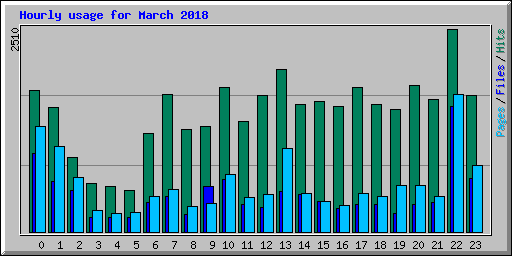 Hourly usage for March 2018
2510
Pages/Files/Hits
0 1 2 3 4 5 6 7 8 9 10 11 12 13 14 15 16 17 18 19 20 21 22 23